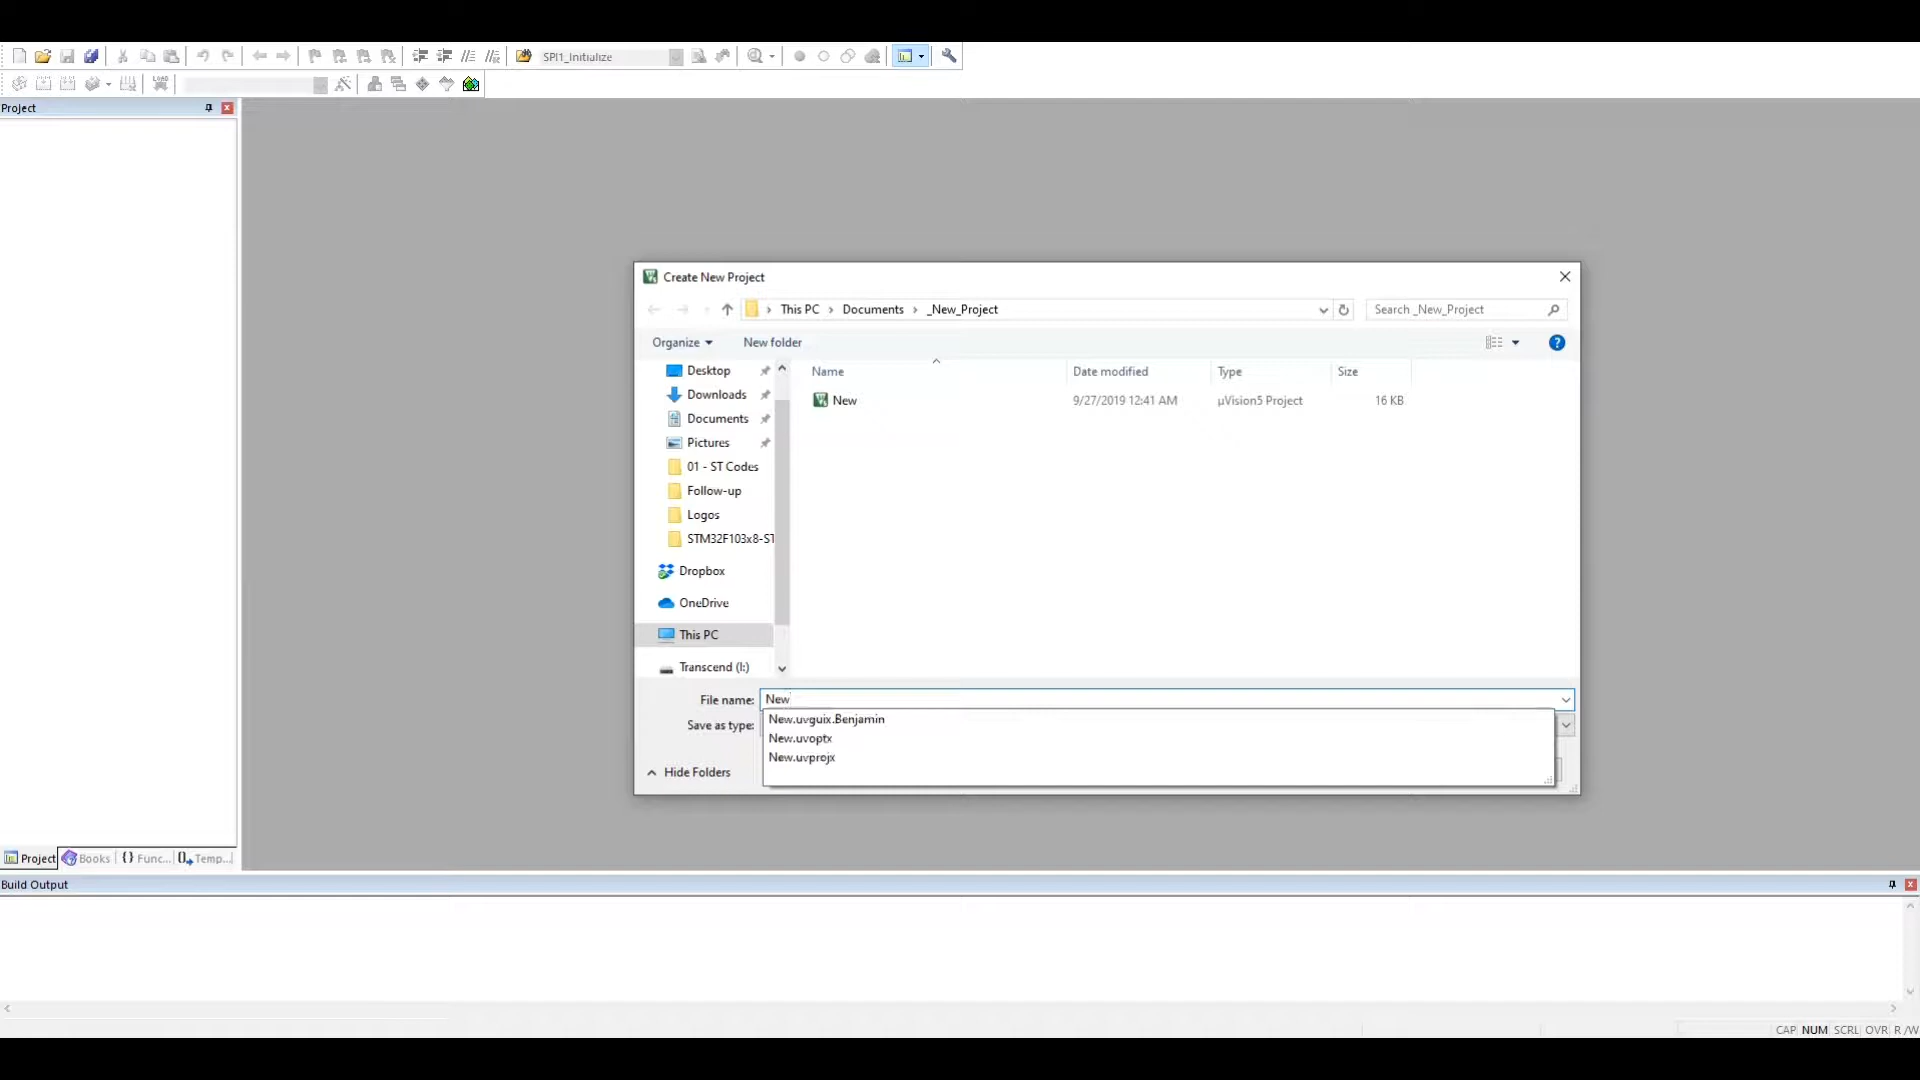 SPI1_Initialize
LOAD
Project
Create New Project
This PC > Documents > _New_Project
Search _New_Project
Organize
New folder
Name
Date modified
Type
Size
New
9/27/2019 12:41 AM
µVision5 Project
16 KB
Desktop
Downloads
Documents
Pictures
01 - ST Codes
Follow-up
Logos
STM32F103x8-ST
Dropbox
OneDrive
This PC
Transcend (I:)
File name:
New
New.uvguix.Benjamin
New.uvoptx
New.uvprojx
Save as type:
Hide Folders
Project
Books
{} Func...
Temp...
Build Output
CAP NUM SCRL OVR R/W